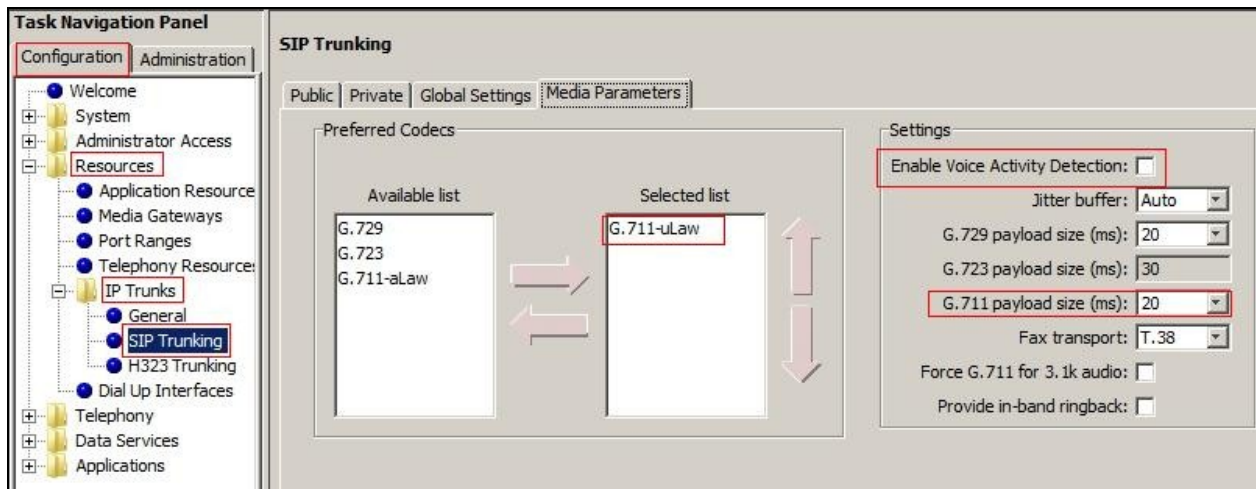 Task Navigation Panel
Configuration
Administration
Welcome
System
Administrator Access
Resources
Application Resource
Media Gateways
Port Ranges
Telephony Resource
IP Trunks
General
SIP Trunking
H323 Trunking
Dial Up Interfaces
Telephony
Data Services
Applications
SIP Trunking
Public
Private
Global Settings
Media Parameters
Preferred Codecs
Available list
G.729
G.723
G.711-aLaw
Selected list
G.711-uLaw
Settings
Enable Voice Activity Detection:
Jitter buffer: Auto
G.729 payload size (ms): 20
G.723 payload size (ms): 30
G.711 payload size (ms): 20
Fax transport: T.38
Force G.711 for 3.1k audio:
Provide in-band ringback: